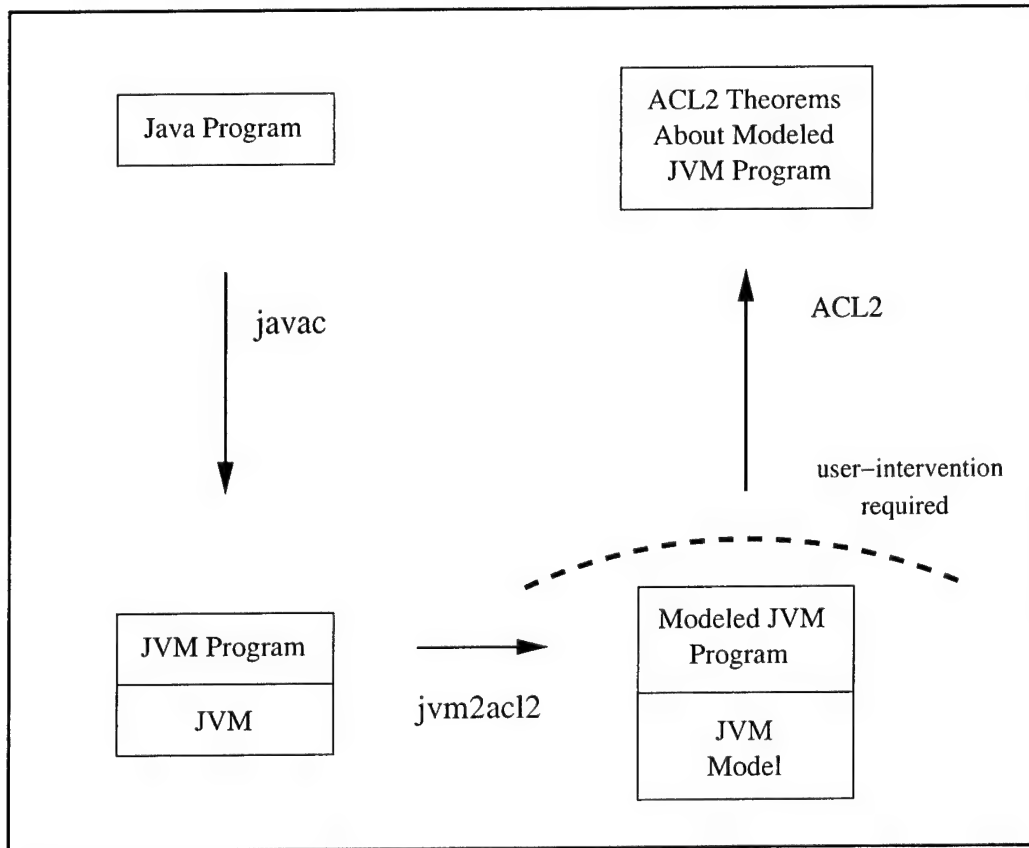 Java Program
ACL2 Theorems
About Modeled
JVM Program
javac
ACL2
user-intervention
required
JVM Program
JVM
jvm2acl2
Modeled JVM
Program
JVM
Model